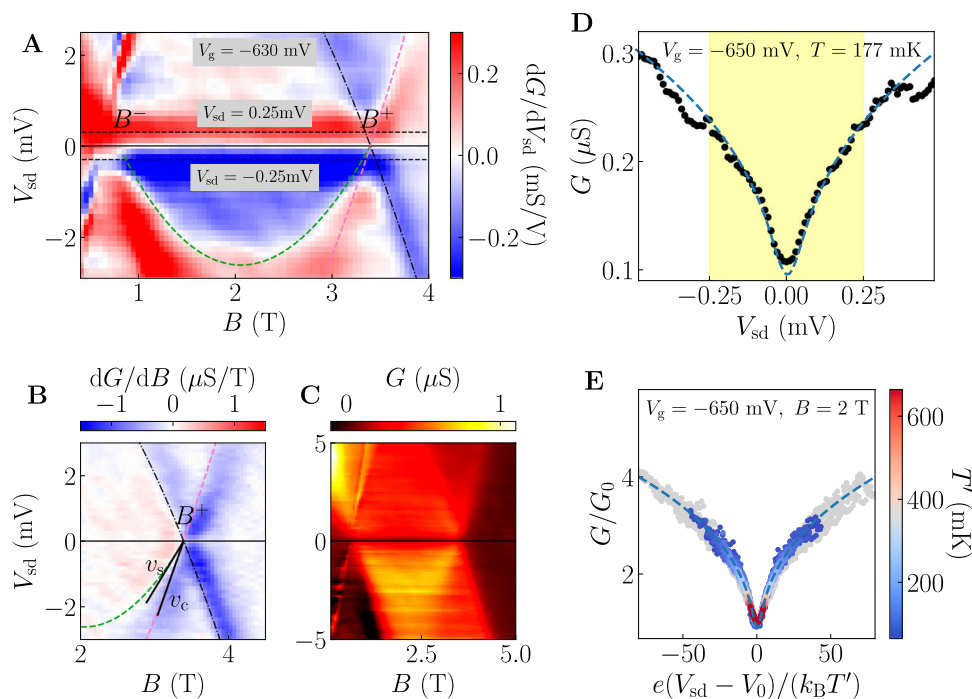 A
V_g = −630 mV
V_sd = 0.25mV
B^−
B^+
V_sd = −0.25mV
2
0
−2
V_sd (mV)
1
2
3
4
B (T)
0.2
0.0
−0.2
dG/dV_sd (mS/V)
D
V_g = −650 mV, T = 177 mK
0.3
0.2
0.1
G (μS)
−0.25
0.00
0.25
V_sd (mV)
B
dG/dB (μS/T)
−1
0
1
B^+
v_s
v_c
2
0
−2
V_sd (mV)
2
4
B (T)
C
G (μS)
0
1
5
0
−5
2.5
5.0
B (T)
E
V_g = −650 mV, B = 2 T
4
2
G/G_0
−50
0
50
e(V_sd − V_0)/(k_B T′)
600
400
200
T′ (mK)